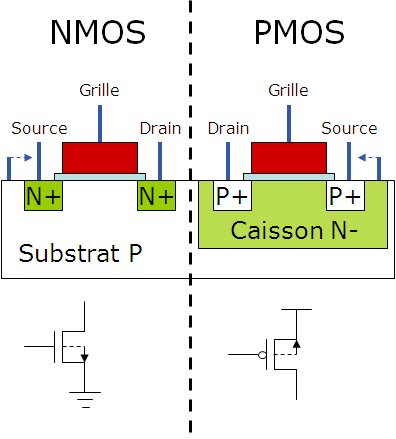 NMOS
PMOS
Grille
Grille
Source
Drain
Drain
Source
N+
N+
P+
P+
Caisson N-
Substrat P